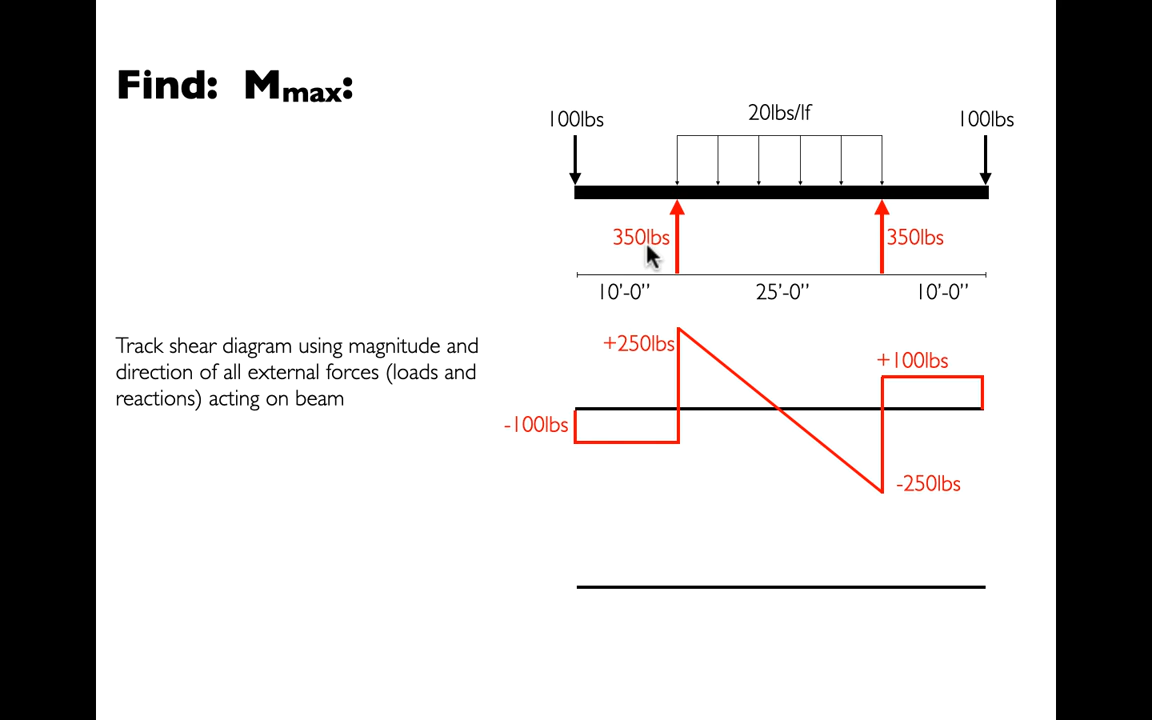 Find: Mmax:
100lbs
20lbs/lf
100lbs
350lbs
350lbs
10'-0"
25'-0"
10'-0"
Track shear diagram using magnitude and
direction of all external forces (loads and
reactions) acting on beam
+250lbs
+100lbs
-100lbs
-250lbs